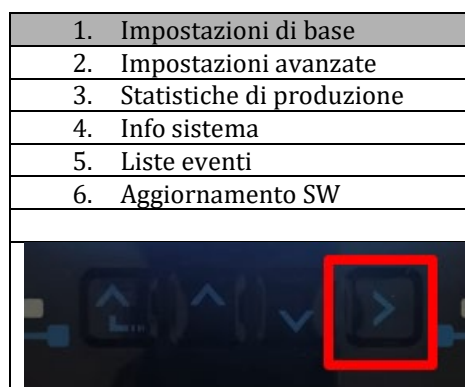 1. Impostazioni di base
2. Impostazioni avanzate
3. Statistiche di produzione
4. Info sistema
5. Liste eventi
6. Aggiornamento SW